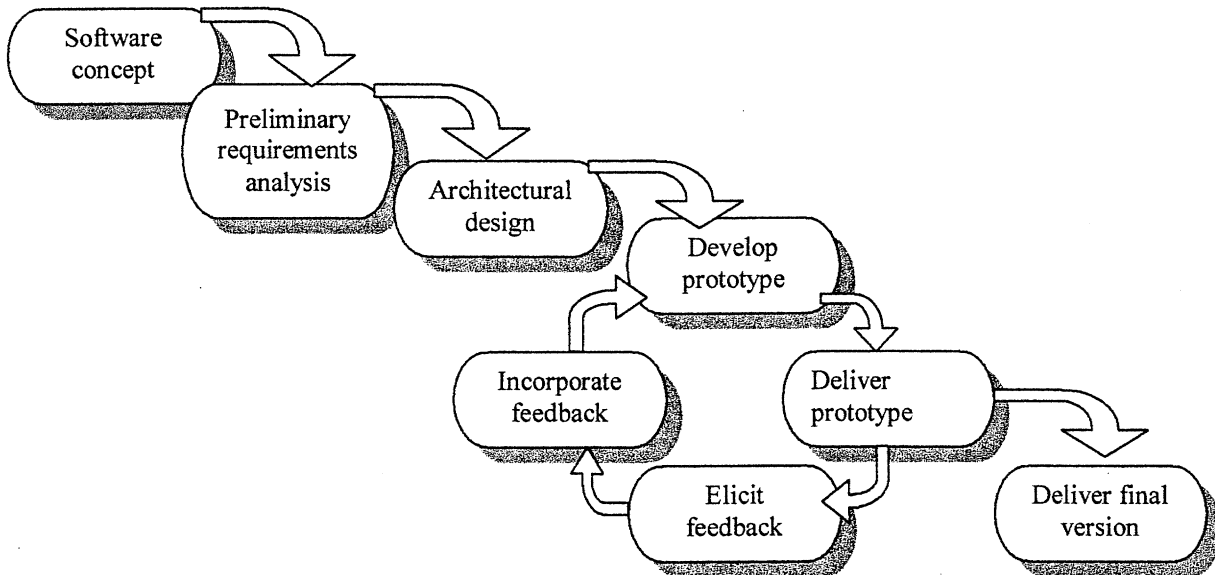 Software
concept
Preliminary
requirements
analysis
Architectural
design
Develop
prototype
Incorporate
feedback
Deliver
prototype
Elicit
feedback
Deliver final
version